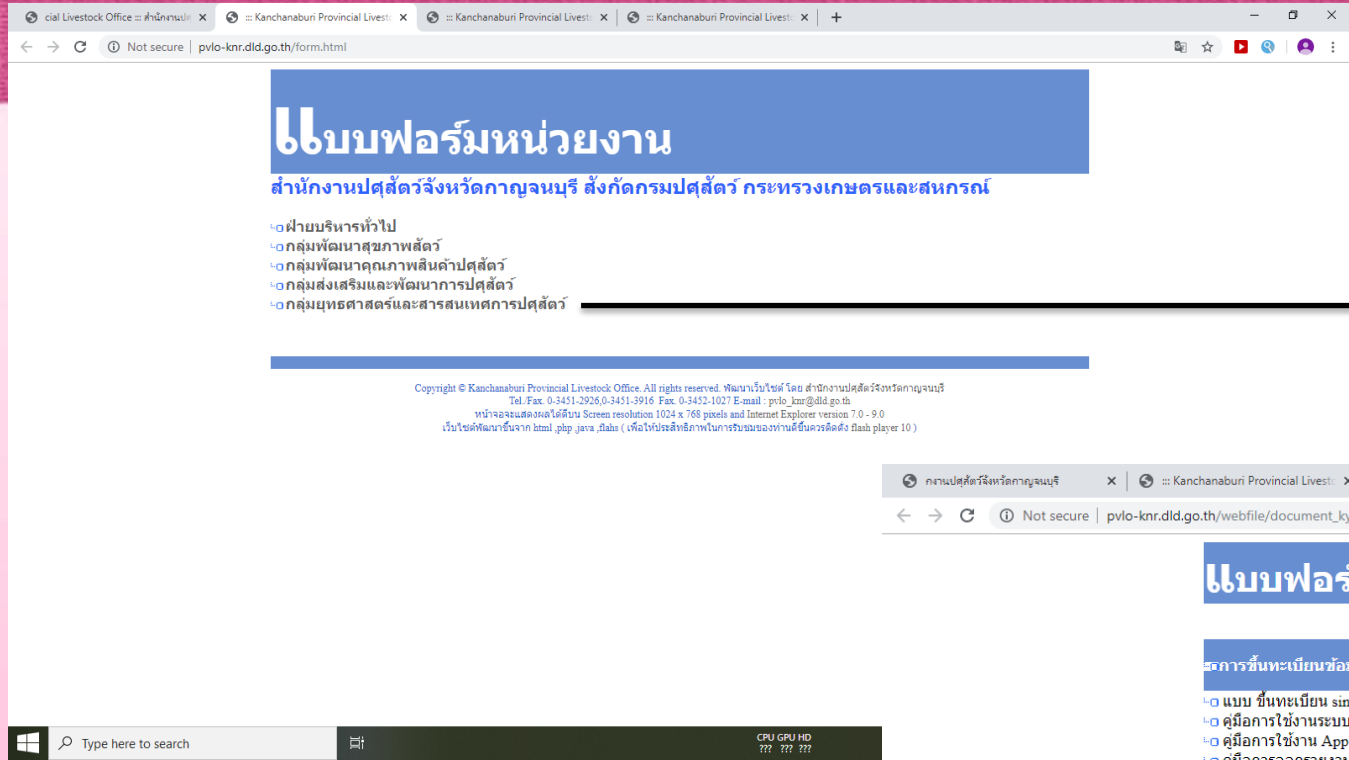 cial Livestock Office ::: สำนักงานปศ
::: Kanchanaburi Provincial Livesto
::: Kanchanaburi Provincial Livesto
::: Kanchanaburi Provincial Livesto
Not secure | pvlo-knr.dld.go.th/form.html
แบบฟอร์มหน่วยงาน
สำนักงานปศุสัตว์จังหวัดกาญจนบุรี สังกัดกรมปศุสัตว์ กระทรวงเกษตรและสหกรณ์
ฝ่ายบริหารทั่วไป
กลุ่มพัฒนาสุขภาพสัตว์
กลุ่มพัฒนาคุณภาพสินค้าปศุสัตว์
กลุ่มส่งเสริมและพัฒนาการปศุสัตว์
กลุ่มยุทธศาสตร์และสารสนเทศการปศุสัตว์
Copyright © Kanchanaburi Provincial Livestock Office. All rights reserved. พัฒนาเว็บไซต์ โดย สำนักงานปศุสัตว์จังหวัดกาญจนบุรี
Tel./Fax. 0-3451-2926,0-3451-3916 Fax. 0-3452-1027 E-mail : pvlo_knr@dld.go.th
หน้าจอจะแสดงผลได้ดีบน Screen resolution 1024 x 768 pixels and Internet Explorer version 7.0 - 9.0
เว็บไซต์พัฒนาขึ้นจาก html ,php ,java ,flahs ( เพื่อให้ประสิทธิภาพในการรับชมของท่านดีขึ้นควรติดตั้ง flash player 10 )
กงานปศุสัตว์จังหวัดกาญจนบุรี
::: Kanchanaburi Provincial Livesto
Not secure | pvlo-knr.dld.go.th/webfile/document_ky
แบบฟอร์
การขึ้นทะเบียนข้อม
แบบ ขึ้นทะเบียน sin
คู่มือการใช้งานระบบ
คู่มือการใช้งาน App
Type here to search
CPU GPU HD
??? ??? ???